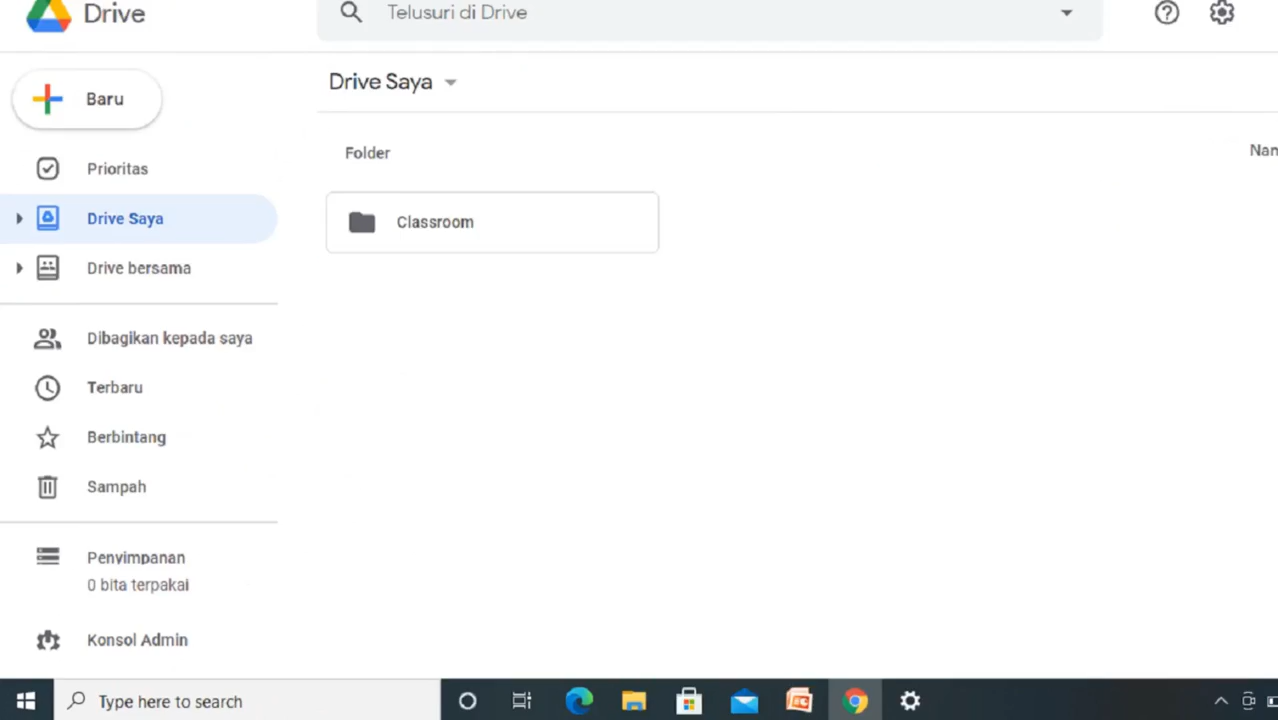 Drive
Telusuri di Drive
Baru
Drive Saya
Prioritas
Folder
Nam
Drive Saya
Classroom
Drive bersama
Dibagikan kepada saya
Terbaru
Berbintang
Sampah
Penyimpanan
0 bita terpakai
Konsol Admin
Type here to search